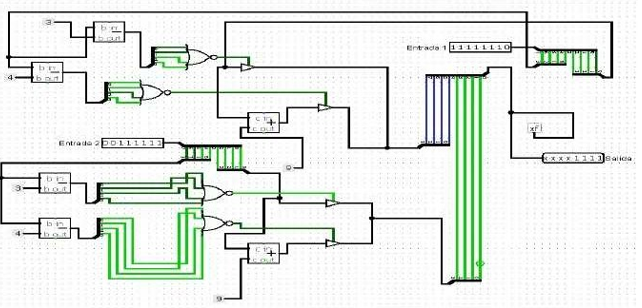 3
b in
b out
Entrada 1 11111110
4
b in
b out
c in
+
c out
xf
Entrada 2 00111111
xxxx1111 Salida
9
b in
3
b out
b in
4
b out
c in
+
c out
9